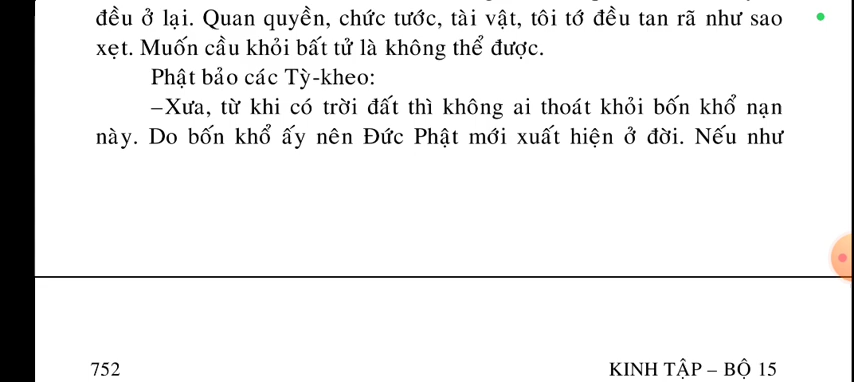 đều ở lại. Quan quyền, chức tước, tài vật, tôi tớ đều tan rã như sao
xẹt. Muốn cầu khỏi bất tử là không thể được.
Phật bảo các Tỳ-kheo:
–Xưa, từ khi có trời đất thì không ai thoát khỏi bốn khổ nạn
này. Do bốn khổ ấy nên Đức Phật mới xuất hiện ở đời. Nếu như
752
KINH TẬP – BỘ 15